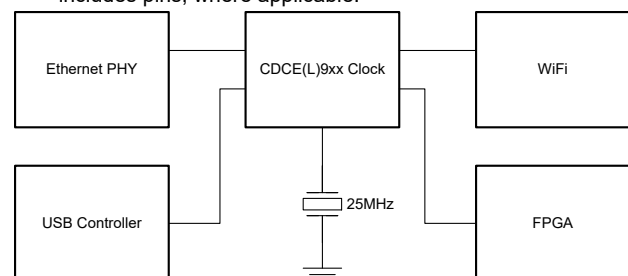 includes pins, where applicable.
Ethernet PHY
CDCE(L)9xx Clock
WiFi
25MHz
USB Controller
FPGA